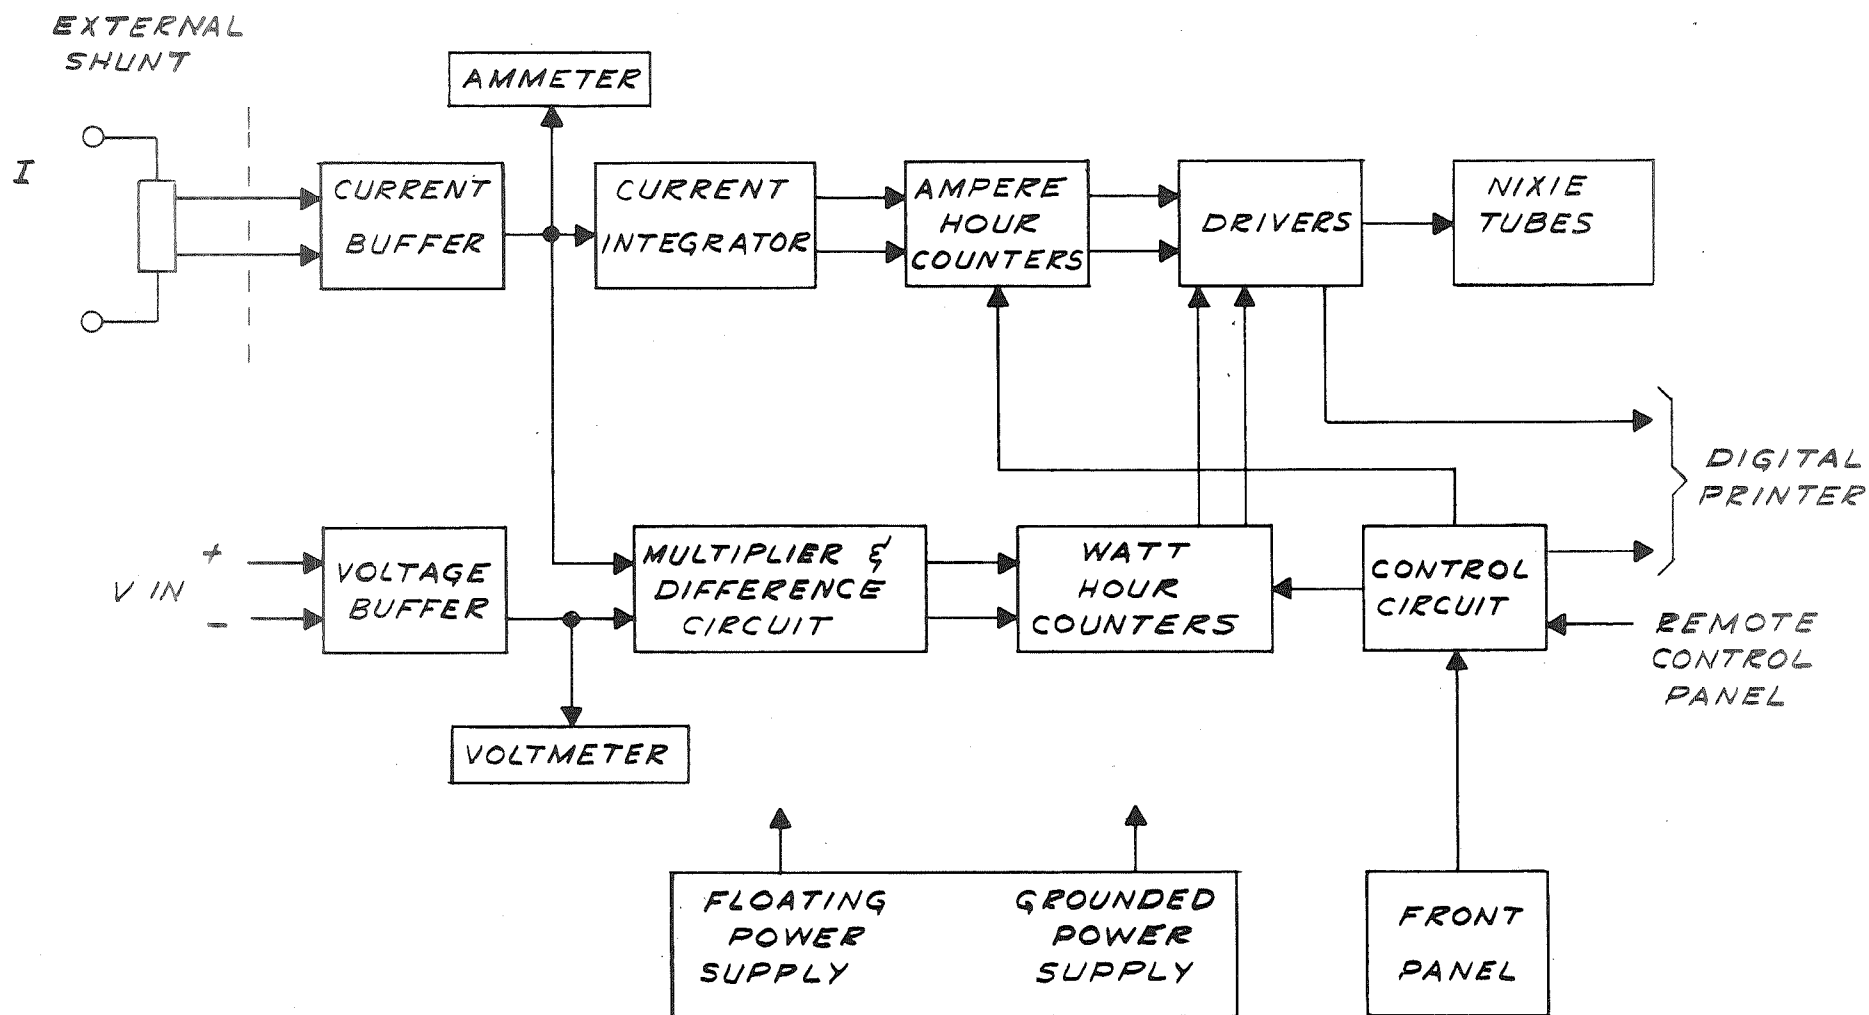 EXTERNAL
SHUNT
I
AMMETER
CURRENT
BUFFER
CURRENT
INTEGRATOR
AMPERE
HOUR
COUNTERS
DRIVERS
NIXIE
TUBES
DIGITAL
PRINTER
V IN
+
-
VOLTAGE
BUFFER
MULTIPLIER &
DIFFERENCE
CIRCUIT
WATT
HOUR
COUNTERS
CONTROL
CIRCUIT
REMOTE
CONTROL
PANEL
VOLTMETER
FLOATING
POWER
SUPPLY
GROUNDED
POWER
SUPPLY
FRONT
PANEL